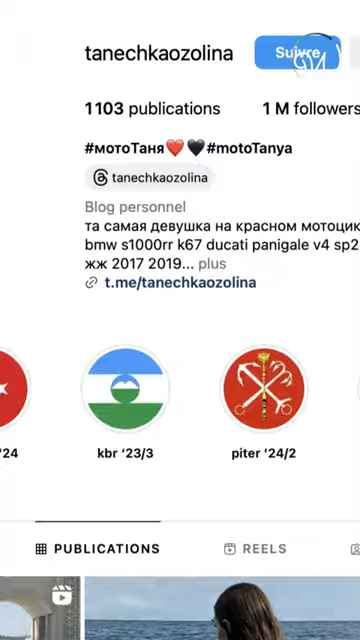 tanechkaozolina
Suivre
1 103 publications
1 M followers
#мотоТаня❤️🖤#motoTanya
tanechkaozolina
Blog personnel
та самая девушка на красном мотоцик
bmw s1000rr k67 ducati panigale v4 sp2
жж 2017 2019... plus
t.me/tanechkaozolina
'24
kbr ‘23/3
piter ‘24/2
PUBLICATIONS
REELS